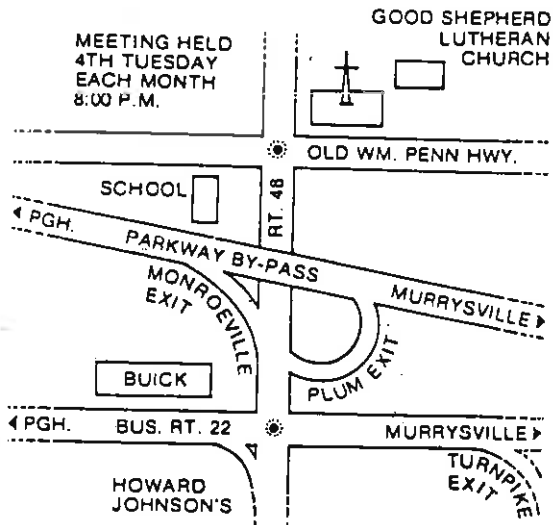 MEETING HELD
4TH TUESDAY
EACH MONTH
8:00 P.M.
GOOD SHEPHERD
LUTHERAN
CHURCH
OLD WM. PENN HWY.
SCHOOL
RT. 48
PGH.
PARKWAY BY-PASS
MURRYSVILLE
MONROEVILLE
EXIT
PLUM EXIT
BUICK
PGH.
BUS. RT. 22
MURRYSVILLE
TURNPIKE
EXIT
HOWARD
JOHNSON'S